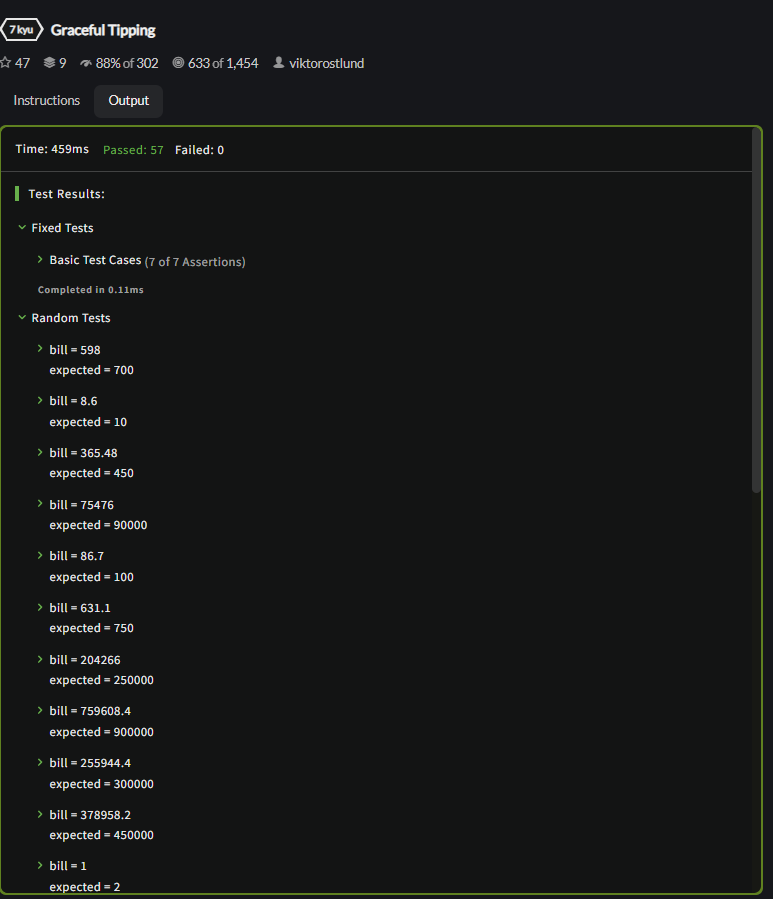 7 kyu Graceful Tipping
47 9 88% of 302 633 of 1,454 viktorostlund
Instructions Output
Time: 459ms Passed: 57 Failed: 0
Test Results:
Fixed Tests
Basic Test Cases (7 of 7 Assertions)
Completed in 0.11ms
Random Tests
bill = 598
expected = 700
bill = 8.6
expected = 10
bill = 365.48
expected = 450
bill = 75476
expected = 90000
bill = 86.7
expected = 100
bill = 631.1
expected = 750
bill = 204266
expected = 250000
bill = 759608.4
expected = 900000
bill = 255944.4
expected = 300000
bill = 378958.2
expected = 450000
bill = 1
expected = 2